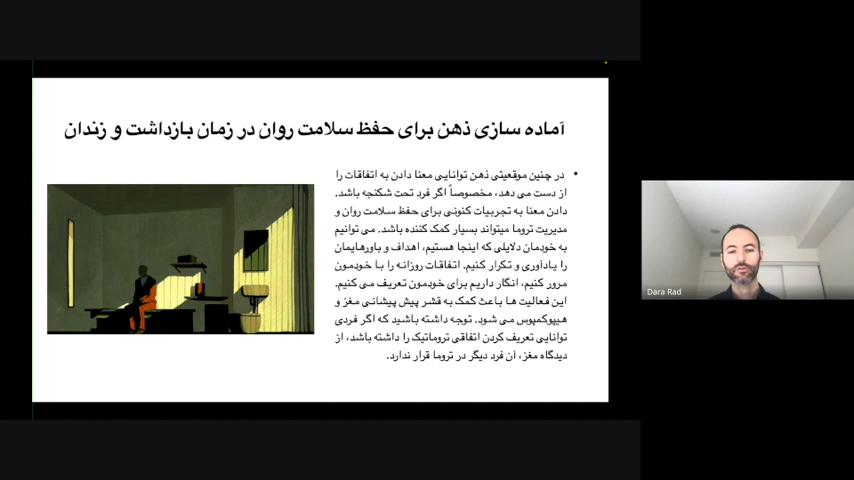 آماده سازی ذهن برای حفظ سلامت روان در زمان بازداشت و زندان
• در چنین موقعیتی ذهن توانایی معنا دادن به اتفاقات را
از دست می دهد، مخصوصاً اگر فرد تحت شکنجه باشد.
دادن معنا به تجربیات کنونی برای حفظ سلامت روان و
مدیریت تروما میتواند بسیار کمک کننده باشد. می توانیم
به خودمان دلایلی که اینجا هستیم، اهداف و باورهایمان
را یادآوری و تکرار کنیم. اتفاقات روزانه را با خودمون
مرور کنیم، انگار داریم برای خودمون تعریف می کنیم.
این فعالیت ها باعث کمک به قشر پیش پیشانی مغز و
هیپوکمپوس می شود. توجه داشته باشید که اگر فردی
توانایی تعریف کردن اتفاقی تروماتیک را داشته باشد، از
دیدگاه مغز، آن فرد دیگر در تروما قرار ندارد.
Dara Rad